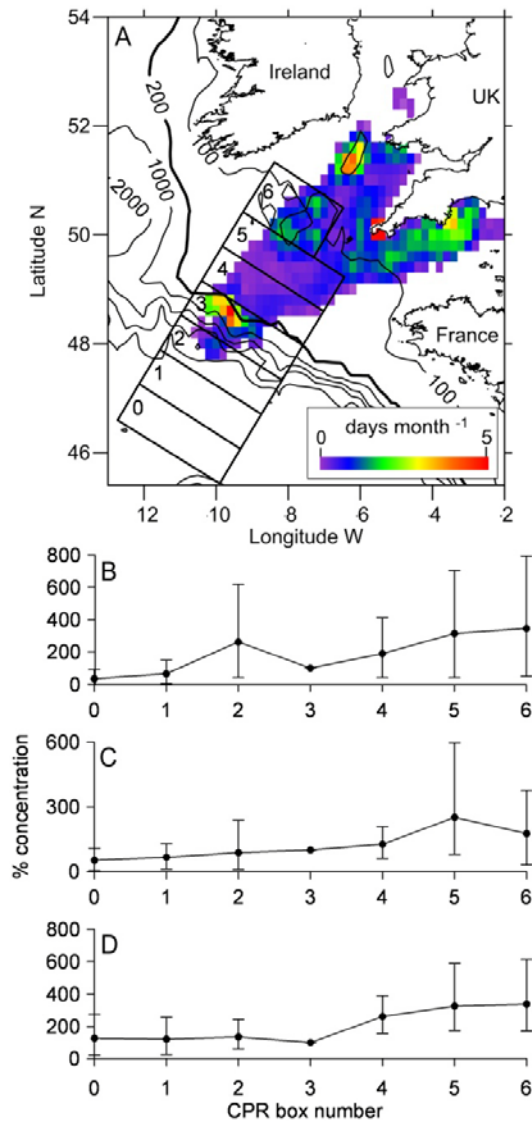 54
A
Ireland
UK
200
1000
2000
100
52
50
48
46
Latitude N
6
5
4
3
2
1
0
France
100
days month -1
0
5
12
10
8
6
4
2
Longitude W
B
800
600
400
200
0
0 1 2 3 4 5 6
C
600
300
0
0 1 2 3 4 5 6
% concentration
D
800
600
400
200
0
0 1 2 3 4 5 6
CPR box number